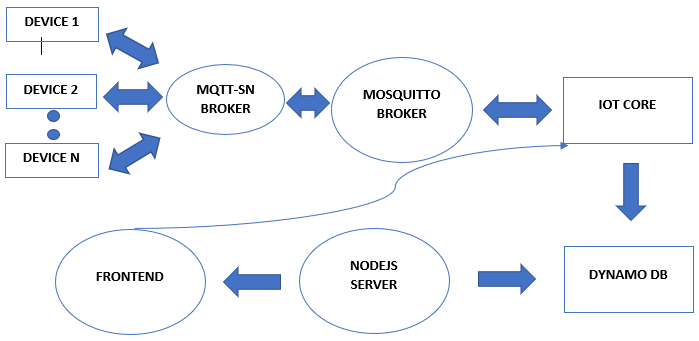 DEVICE 1
DEVICE 2
DEVICE N
MQTT-SN
BROKER
MOSQUITTO
BROKER
IOT CORE
FRONTEND
NODEJS
SERVER
DYNAMO DB